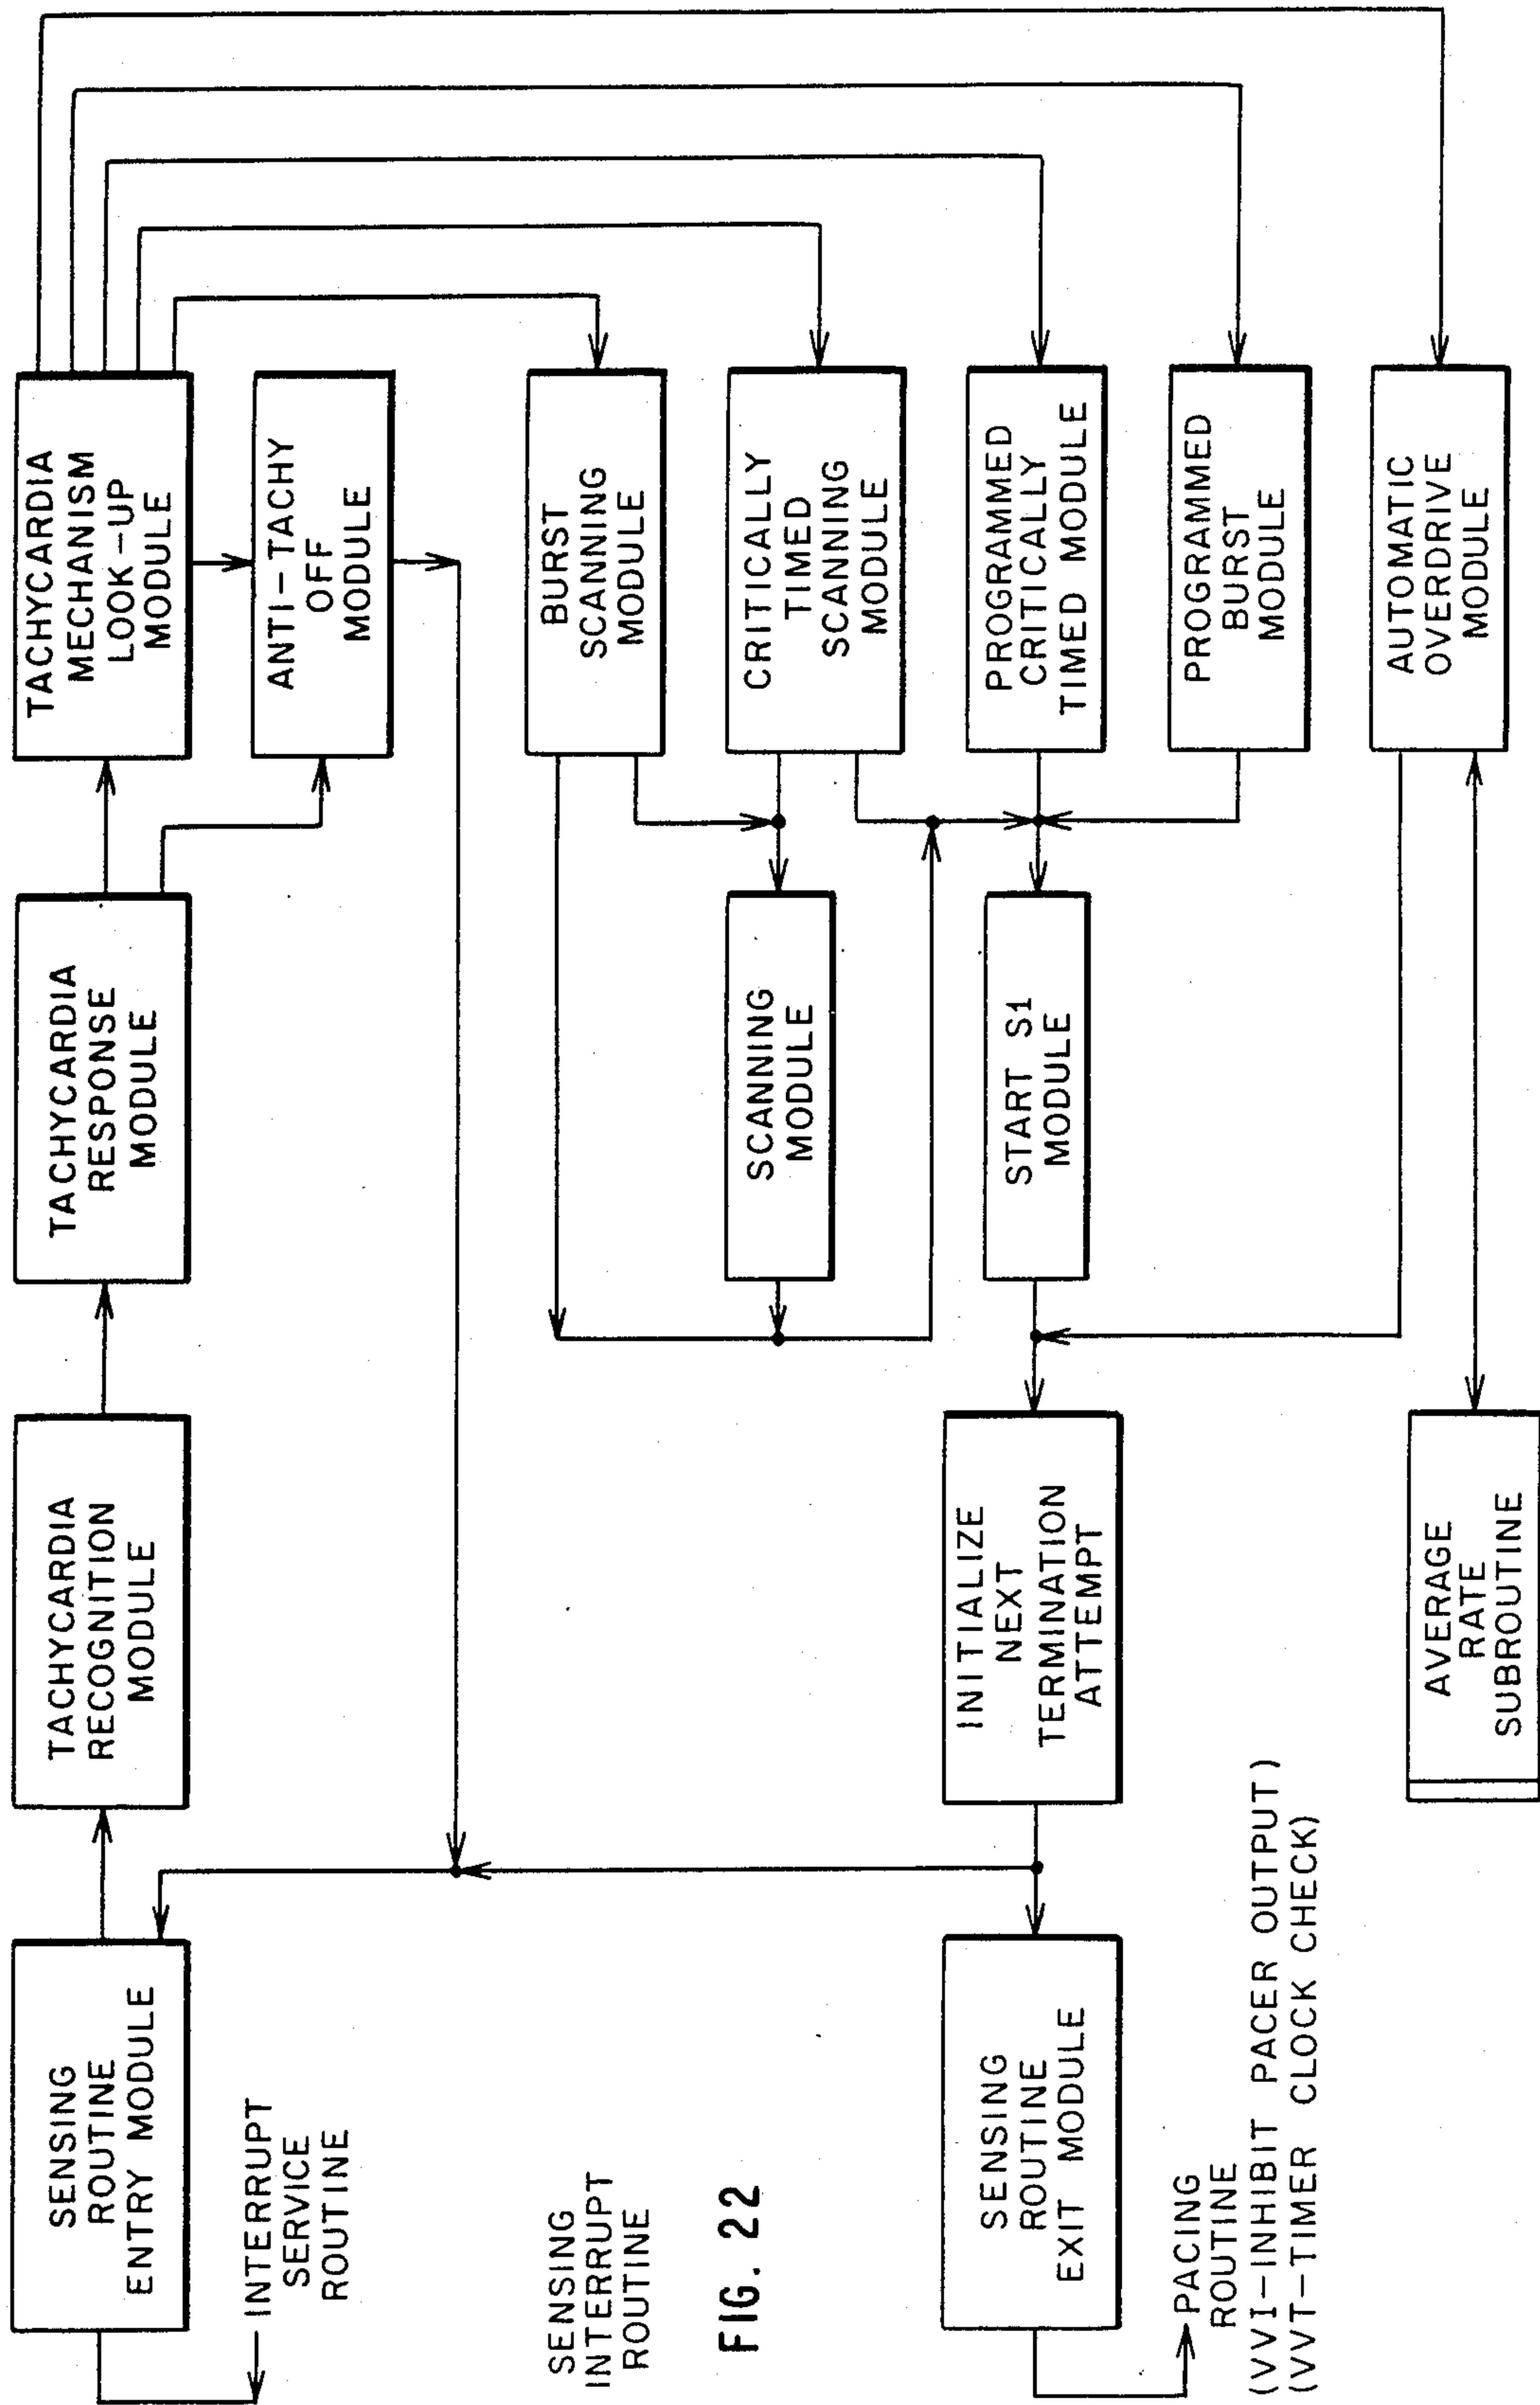 SENSING
ROUTINE
ENTRY MODULE
INTERRUPT
SERVICE
ROUTINE
TACHYCARDIA
RECOGNITION
MODULE
TACHYCARDIA
RESPONSE
MODULE
TACHYCARDIA
MECHANISM
LOOK-UP
MODULE
ANTI-TACHY
OFF
MODULE
SENSING
INTERRUPT
ROUTINE
FIG. 22
BURST
SCANNING
MODULE
SCANNING
MODULE
CRITICALLY
TIMED
SCANNING
MODULE
SENSING
ROUTINE
EXIT MODULE
INITIALIZE
NEXT
TERMINATION
ATTEMPT
START S1
MODULE
PROGRAMMED
CRITICALLY
TIMED MODULE
PROGRAMMED
BURST
MODULE
PACING
ROUTINE
(VVI-INHIBIT PACER OUTPUT)
(VVT-TIMER CLOCK CHECK)
AVERAGE
RATE
SUBROUTINE
AUTOMATIC
OVERDRIVE
MODULE